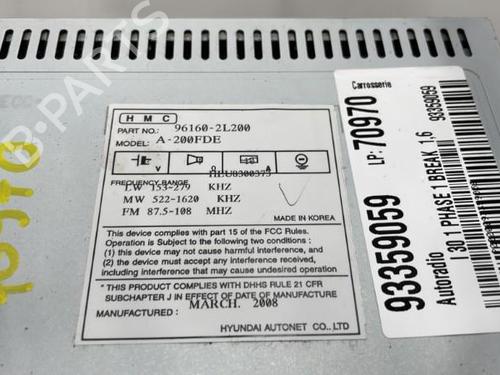 HMC
PART NO.: 96160-2L200
MODEL: A-200FDE
HLU8300373
FREQUENCY RANGE
LW 153-279 KHZ
MW 522-1620 KHZ
FM 87.5-108 MHZ
MADE IN KOREA
This device complies with part 15 of the FCC Rules.
Operation is Subject to the following two conditions:
(1) This device may not cause harmful interference,
and
(2) this device must accept any interference received,
including interference that may cause undesired
operation.
* THIS PRODUCT COMPLIES WITH DHHS RULE 21 CFR
SUBCHAPTER J IN EFFECT OF DATE OF MANUFACTURE
MANUFACTURED: MARCH. 2008
HYUNDAI AUTONET CO., LTD
Carrosserie
LP: 70970
93359059
93359059
Autoradio
I 30 1 PHASE 1 BREAK 1,6
B-PARTS